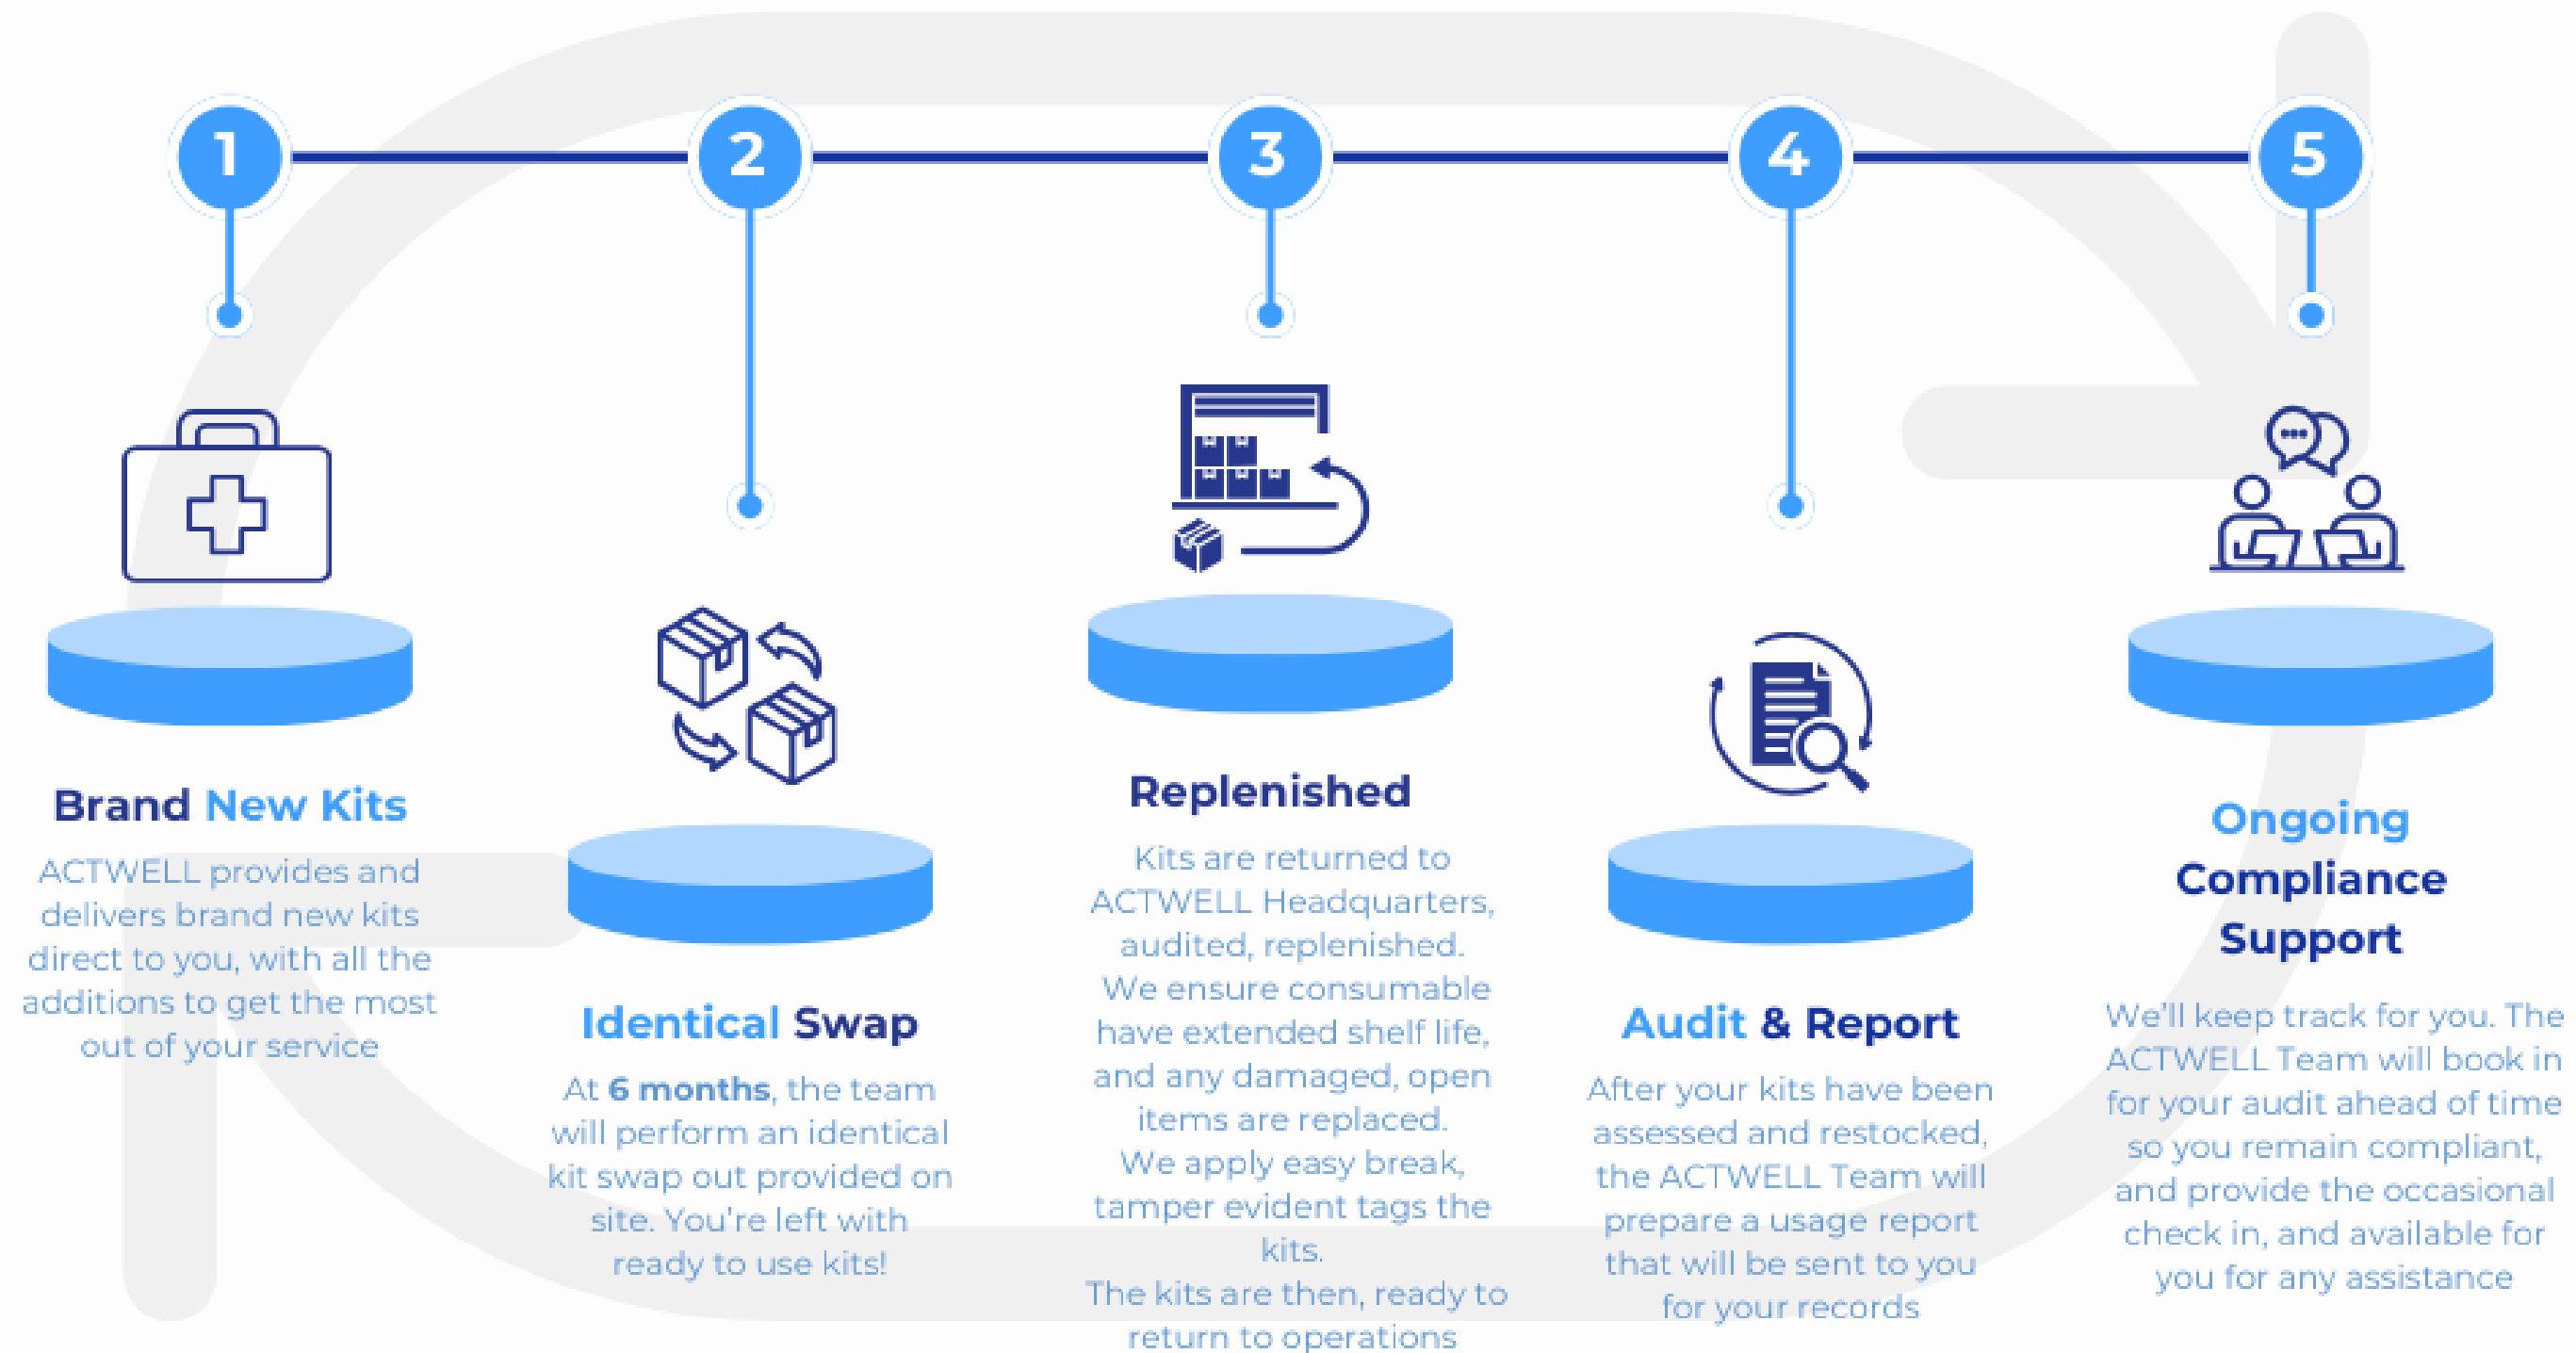 1
2
3
4
5
Brand New Kits
ACTWELL provides and
delivers brand new kits
direct to you, with all the
additions to get the most
out of your service
Identical Swap
At 6 months, the team
will perform an identical
kit swap out provided on
site. You're left with
ready to use kits!
Replenished
Kits are returned to
ACTWELL Headquarters,
audited, replenished.
We ensure consumable
have extended shelf life,
and any damaged, open
items are replaced.
We apply easy break,
tamper evident tags the
kits.
The kits are then, ready to
return to operations
Audit & Report
After your kits have been
assessed and restocked,
the ACTWELL Team will
prepare a usage report
that will be sent to you
for your records
Ongoing
Compliance
Support
We'll keep track for you. The
ACTWELL Team will book in
for your audit ahead of time
so you remain compliant,
and provide the occasional
check in, and available for
you for any assistance